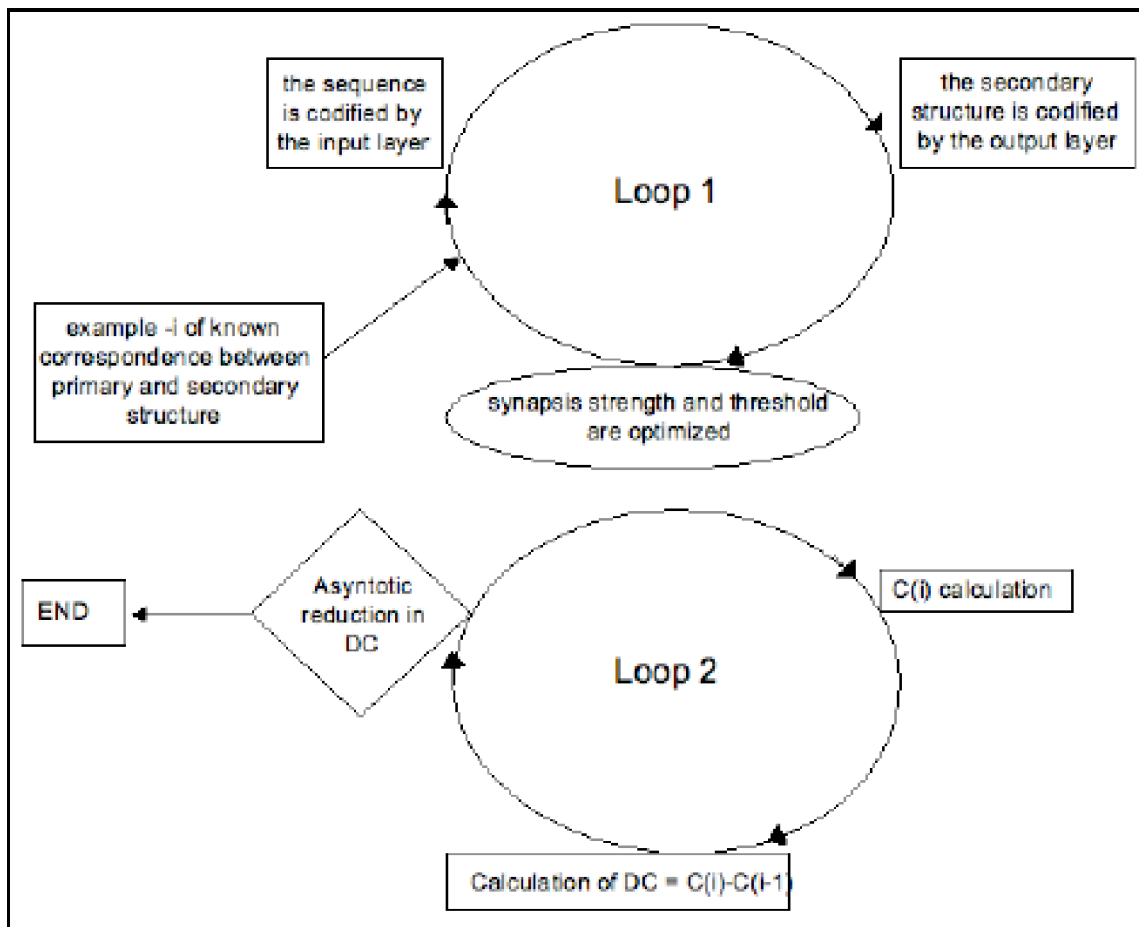 the sequence
is codified by
the input layer
the secondary
structure is codified
by the output layer
Loop 1
example -i of known
correspondence between
primary and secondary
structure
synapsis strength and threshold
are optimized
Asyntotic
reduction in
DC
END
C(i) calculation
Loop 2
Calculation of DC = C(i)-C(i-1)